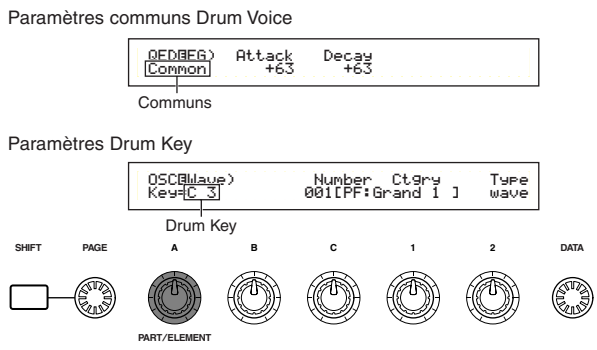 Paramètres communs Drum Voice
QED▯EG) Attack Decay
Common +63 +63
Communs
Paramètres Drum Key
OSC▯Wave) Number Ctgry Type
Key=C 3 001[PF:Grand 1 ] wave
Drum Key
SHIFT PAGE A B C 1 2 DATA
PART/ELEMENT